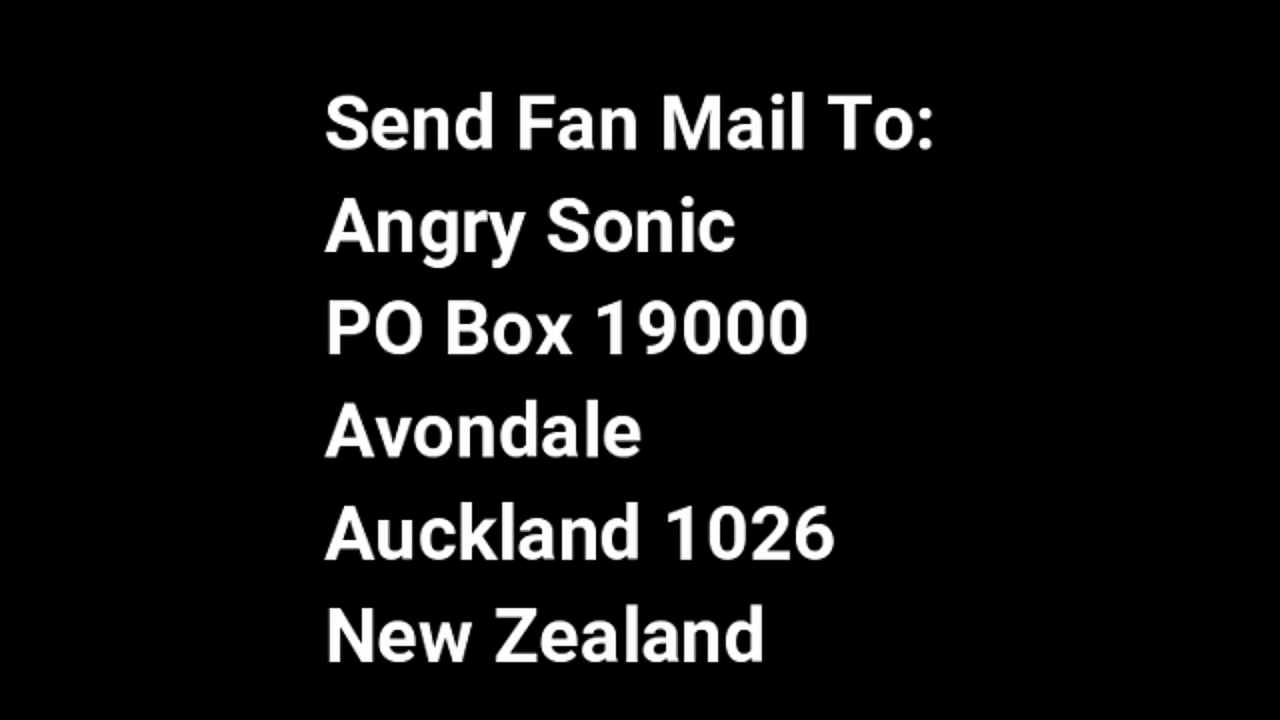 Send Fan Mail To:
Angry Sonic
PO Box 19000
Avondale
Auckland 1026
New Zealand